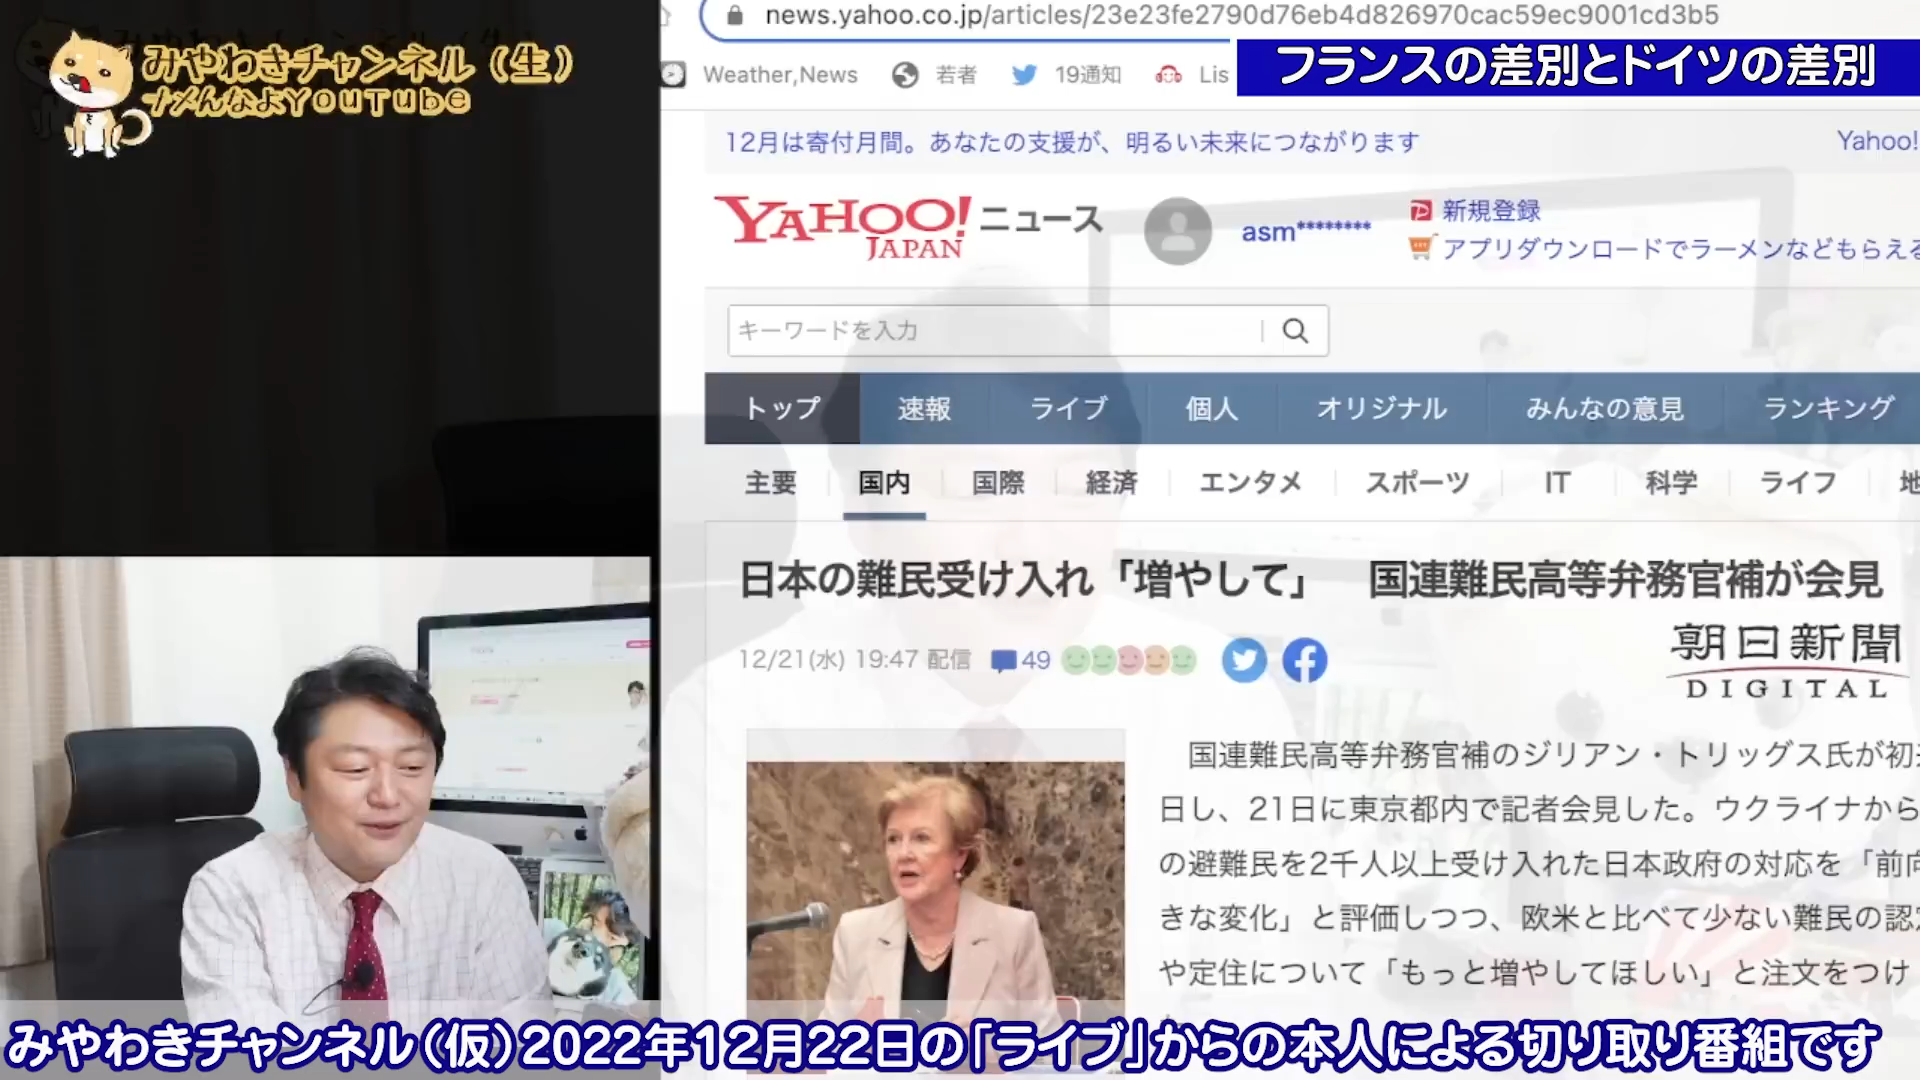 みやわきチャンネル（生）
ナメんなよYouTube
news.yahoo.co.jp/articles/23e23fe2790d76eb4d826970cac59ec9001cd3b5
Weather,News 若者 19通知 Lis
フランスの差別とドイツの差別
12月は寄付月間。あなたの支援が、明るい未来につながります Yahoo!
YAHOO! JAPAN ニュース
asm********
新規登録
アプリダウンロードでラーメンなどもらえる
キーワードを入力
トップ 速報 ライブ 個人 オリジナル みんなの意見 ランキング
主要 国内 国際 経済 エンタメ スポーツ IT 科学 ライフ 地
日本の難民受け入れ「増やして」 国連難民高等弁務官補が会見
12/21(水) 19:47 配信 49
朝日新聞
DIGITAL
国連難民高等弁務官補のジリアン・トリッグス氏が初来
日し、21日に東京都内で記者会見した。ウクライナから
の避難民を2千人以上受け入れた日本政府の対応を「前向
きな変化」と評価しつつ、欧米と比べて少ない難民の認定
や定住について「もっと増やしてほしい」と注文をつけ
みやわきチャンネル（仮）2022年12月22日の「ライブ」からの本人による切り取り番組です